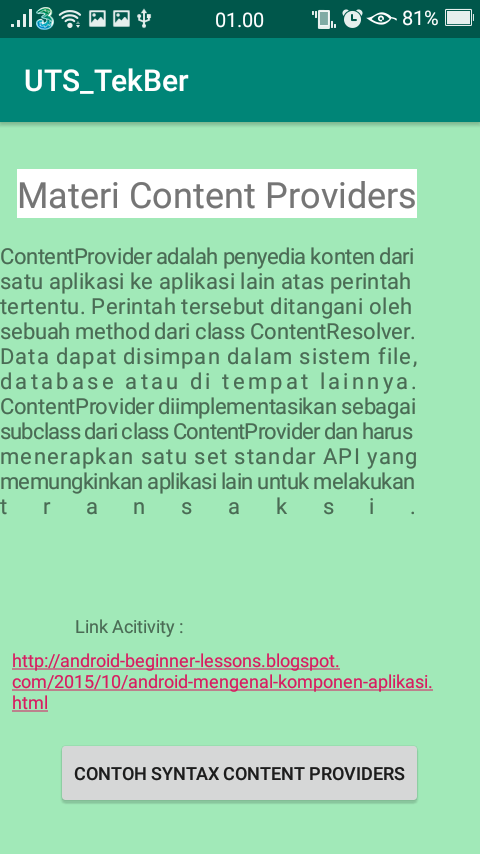 3 01.00 81%
UTS_TekBer
Materi Content Providers
ContentProvider adalah penyedia konten dari
satu aplikasi ke aplikasi lain atas perintah
tertentu. Perintah tersebut ditangani oleh
sebuah method dari class ContentResolver.
Data dapat disimpan dalam sistem file,
database atau di tempat lainnya.
ContentProvider diimplementasikan sebagai
subclass dari class ContentProvider dan harus
menerapkan satu set standar API yang
memungkinkan aplikasi lain untuk melakukan
transaksi.
Link Acitivity :
http://android-beginner-lessons.blogspot.
com/2015/10/android-mengenal-komponen-aplikasi.
html
CONTOH SYNTAX CONTENT PROVIDERS